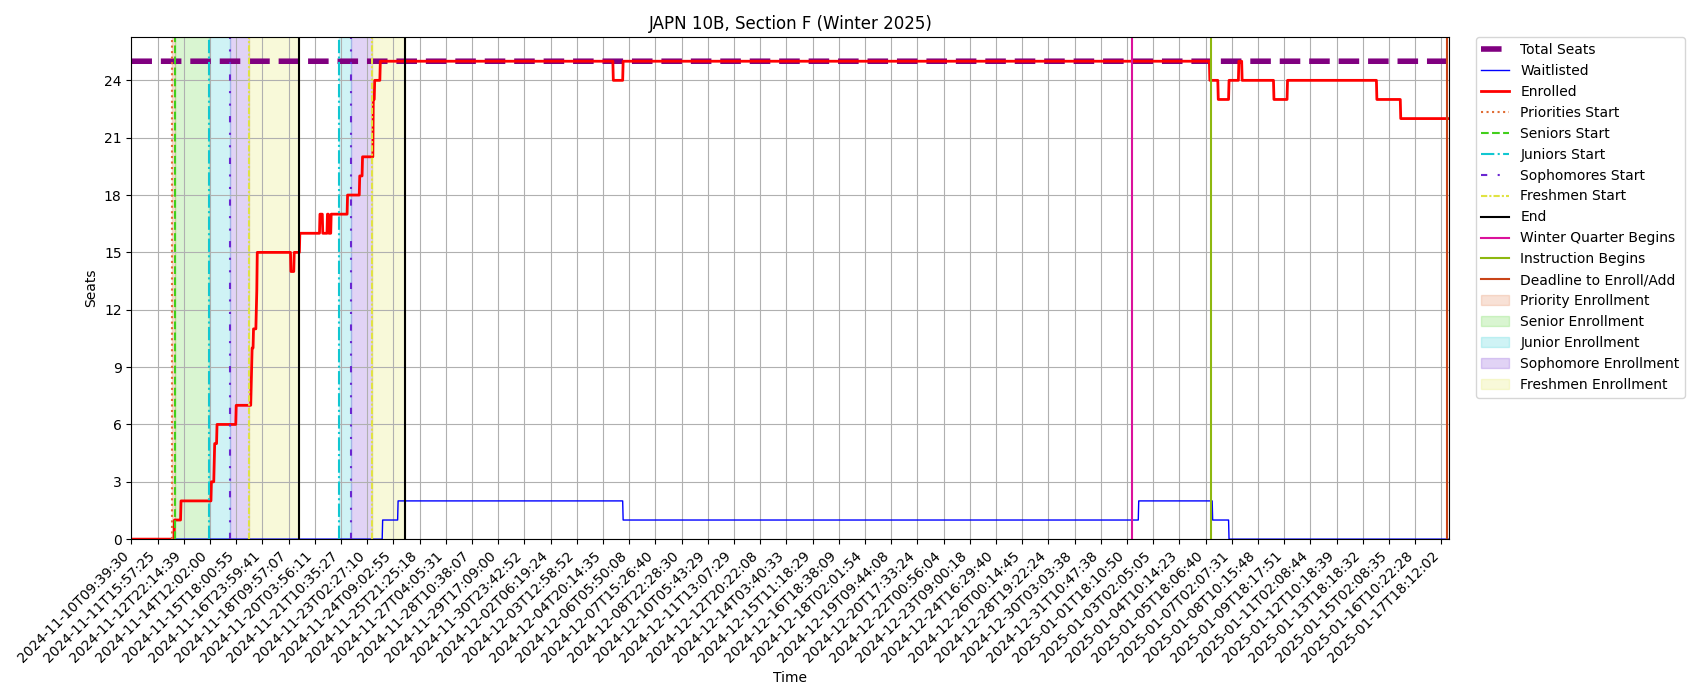 JAPN 10B, Section F (Winter 2025)
Seats
24
21
18
15
12
9
6
3
0
2024-11-10T09:39:30
2024-11-11T15:57:25
2024-11-12T22:14:39
2024-11-14T12:02:00
2024-11-15T18:00:55
2024-11-16T23:59:41
2024-11-18T09:57:07
2024-11-20T03:56:11
2024-11-21T10:35:27
2024-11-23T02:27:10
2024-11-24T09:02:55
2024-11-25T21:25:18
2024-11-27T04:05:31
2024-11-28T10:38:07
2024-11-29T17:09:00
2024-11-30T23:42:52
2024-12-02T06:19:24
2024-12-03T12:58:52
2024-12-04T20:14:35
2024-12-06T05:50:08
2024-12-07T15:26:40
2024-12-08T22:28:30
2024-12-10T05:43:29
2024-12-11T13:07:29
2024-12-12T20:22:08
2024-12-14T03:40:33
2024-12-15T11:18:29
2024-12-16T18:38:09
2024-12-18T02:01:54
2024-12-19T09:44:08
2024-12-20T17:33:24
2024-12-22T00:56:04
2024-12-23T09:00:18
2024-12-24T16:29:40
2024-12-26T00:14:45
2024-12-28T19:22:24
2024-12-30T03:03:38
2024-12-31T10:47:38
2025-01-01T18:10:50
2025-01-03T02:05:05
2025-01-04T10:14:23
2025-01-05T18:06:40
2025-01-07T02:07:31
2025-01-08T10:15:48
2025-01-09T18:17:51
2025-01-11T02:08:44
2025-01-12T10:18:39
2025-01-13T18:18:32
2025-01-15T02:08:35
2025-01-16T10:22:28
2025-01-17T18:12:02
Time
Total Seats
Waitlisted
Enrolled
Priorities Start
Seniors Start
Juniors Start
Sophomores Start
Freshmen Start
End
Winter Quarter Begins
Instruction Begins
Deadline to Enroll/Add
Priority Enrollment
Senior Enrollment
Junior Enrollment
Sophomore Enrollment
Freshmen Enrollment